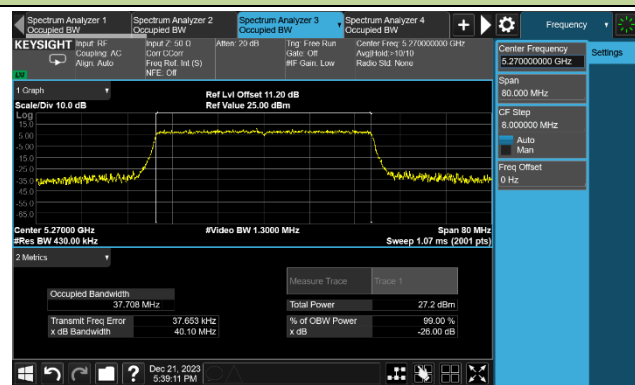 Spectrum Analyzer 1
Occupied BW
Spectrum Analyzer 2
Occupied BW
Spectrum Analyzer 3
Occupied BW
Spectrum Analyzer 4
Occupied BW
Frequency
KEYSIGHT
Input: RF
Coupling: AC
Align: Auto
Input Z: 50 Ω
Corr CCorr
Freq Ref: Int (S)
NFE: Off
Atten: 20 dB
Trig: Free Run
Gate: Off
#IF Gain: Low
Center Freq: 5.270000000 GHz
Avg|Hold:>10/10
Radio Std: None
LV
Center Frequency
5.270000000 GHz
Settings
Span
80.000 MHz
CF Step
8.000000 MHz
Auto
Man
Freq Offset
0 Hz
1 Graph
Scale/Div 10.0 dB
Ref Lvl Offset 11.20 dB
Ref Value 25.00 dBm
Log
15.0
5.00
-5.00
-15.0
-25.0
-35.0
-45.0
-55.0
-65.0
Center 5.27000 GHz
#Res BW 430.00 kHz
#Video BW 1.3000 MHz
Span 80 MHz
Sweep 1.07 ms (2001 pts)
2 Metrics
Measure Trace
Trace 1
Occupied Bandwidth
37.708 MHz
Total Power
27.2 dBm
Transmit Freq Error
37.653 kHz
% of OBW Power
99.00 %
x dB Bandwidth
40.10 MHz
x dB
-26.00 dB
Dec 21, 2023
5:39:11 PM